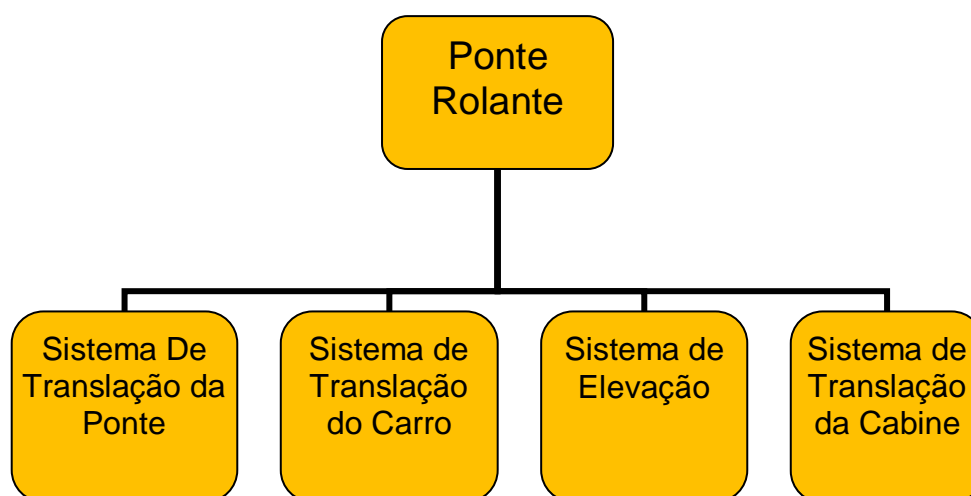 Ponte
Rolante
Sistema De
Translação da
Ponte
Sistema de
Translação
do Carro
Sistema de
Elevação
Sistema de
Translação
da Cabine